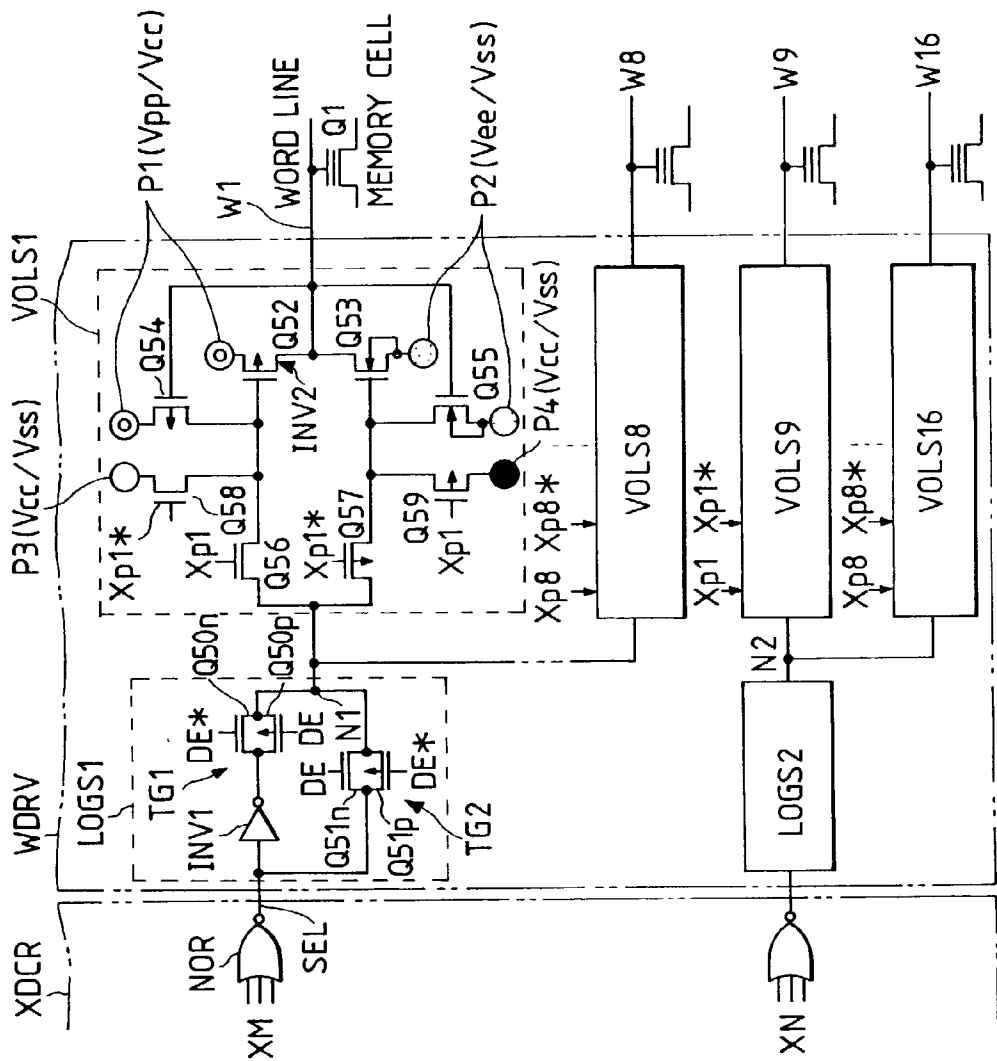 XDCR
WDRV
P3(Vcc/Vss)
VOLS1
P1(Vpp/Vcc)
LOGS1
TG1
DE*
Q50n
Q50p
DE
INV1
NOR
XM
SEL
N1
DE
Q51n
Q51p
DE*
TG2
Xp1*
Q58
Q54
Xp1
Q56
Q52
INV2
W1
WORD LINE
Q1
MEMORY CELL
Xp1*
Q57
Q53
Xp1
Q59
Q55
P2(Vee/Vss)
P4(Vcc/Vss)
Xp8
Xp8*
VOLS8
W8
XN
LOGS2
N2
Xp1
Xp1*
VOLS9
W9
Xp8
Xp8*
VOLS16
W16